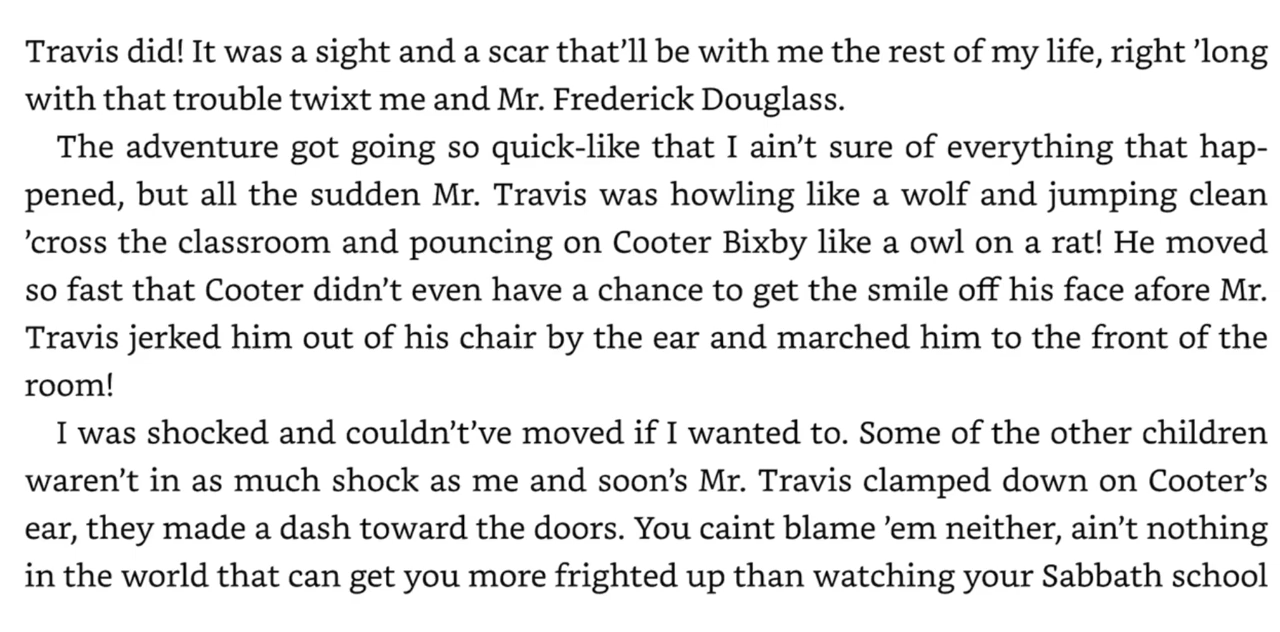 Travis did! It was a sight and a scar that’ll be with me the rest of my life, right ’long
with that trouble twixt me and Mr. Frederick Douglass.
The adventure got going so quick-like that I ain’t sure of everything that hap-
pened, but all the sudden Mr. Travis was howling like a wolf and jumping clean
’cross the classroom and pouncing on Cooter Bixby like a owl on a rat! He moved
so fast that Cooter didn’t even have a chance to get the smile off his face afore Mr.
Travis jerked him out of his chair by the ear and marched him to the front of the
room!
I was shocked and couldn’t’ve moved if I wanted to. Some of the other children
waren’t in as much shock as me and soon’s Mr. Travis clamped down on Cooter’s
ear, they made a dash toward the doors. You caint blame ’em neither, ain’t nothing
in the world that can get you more frighted up than watching your Sabbath school